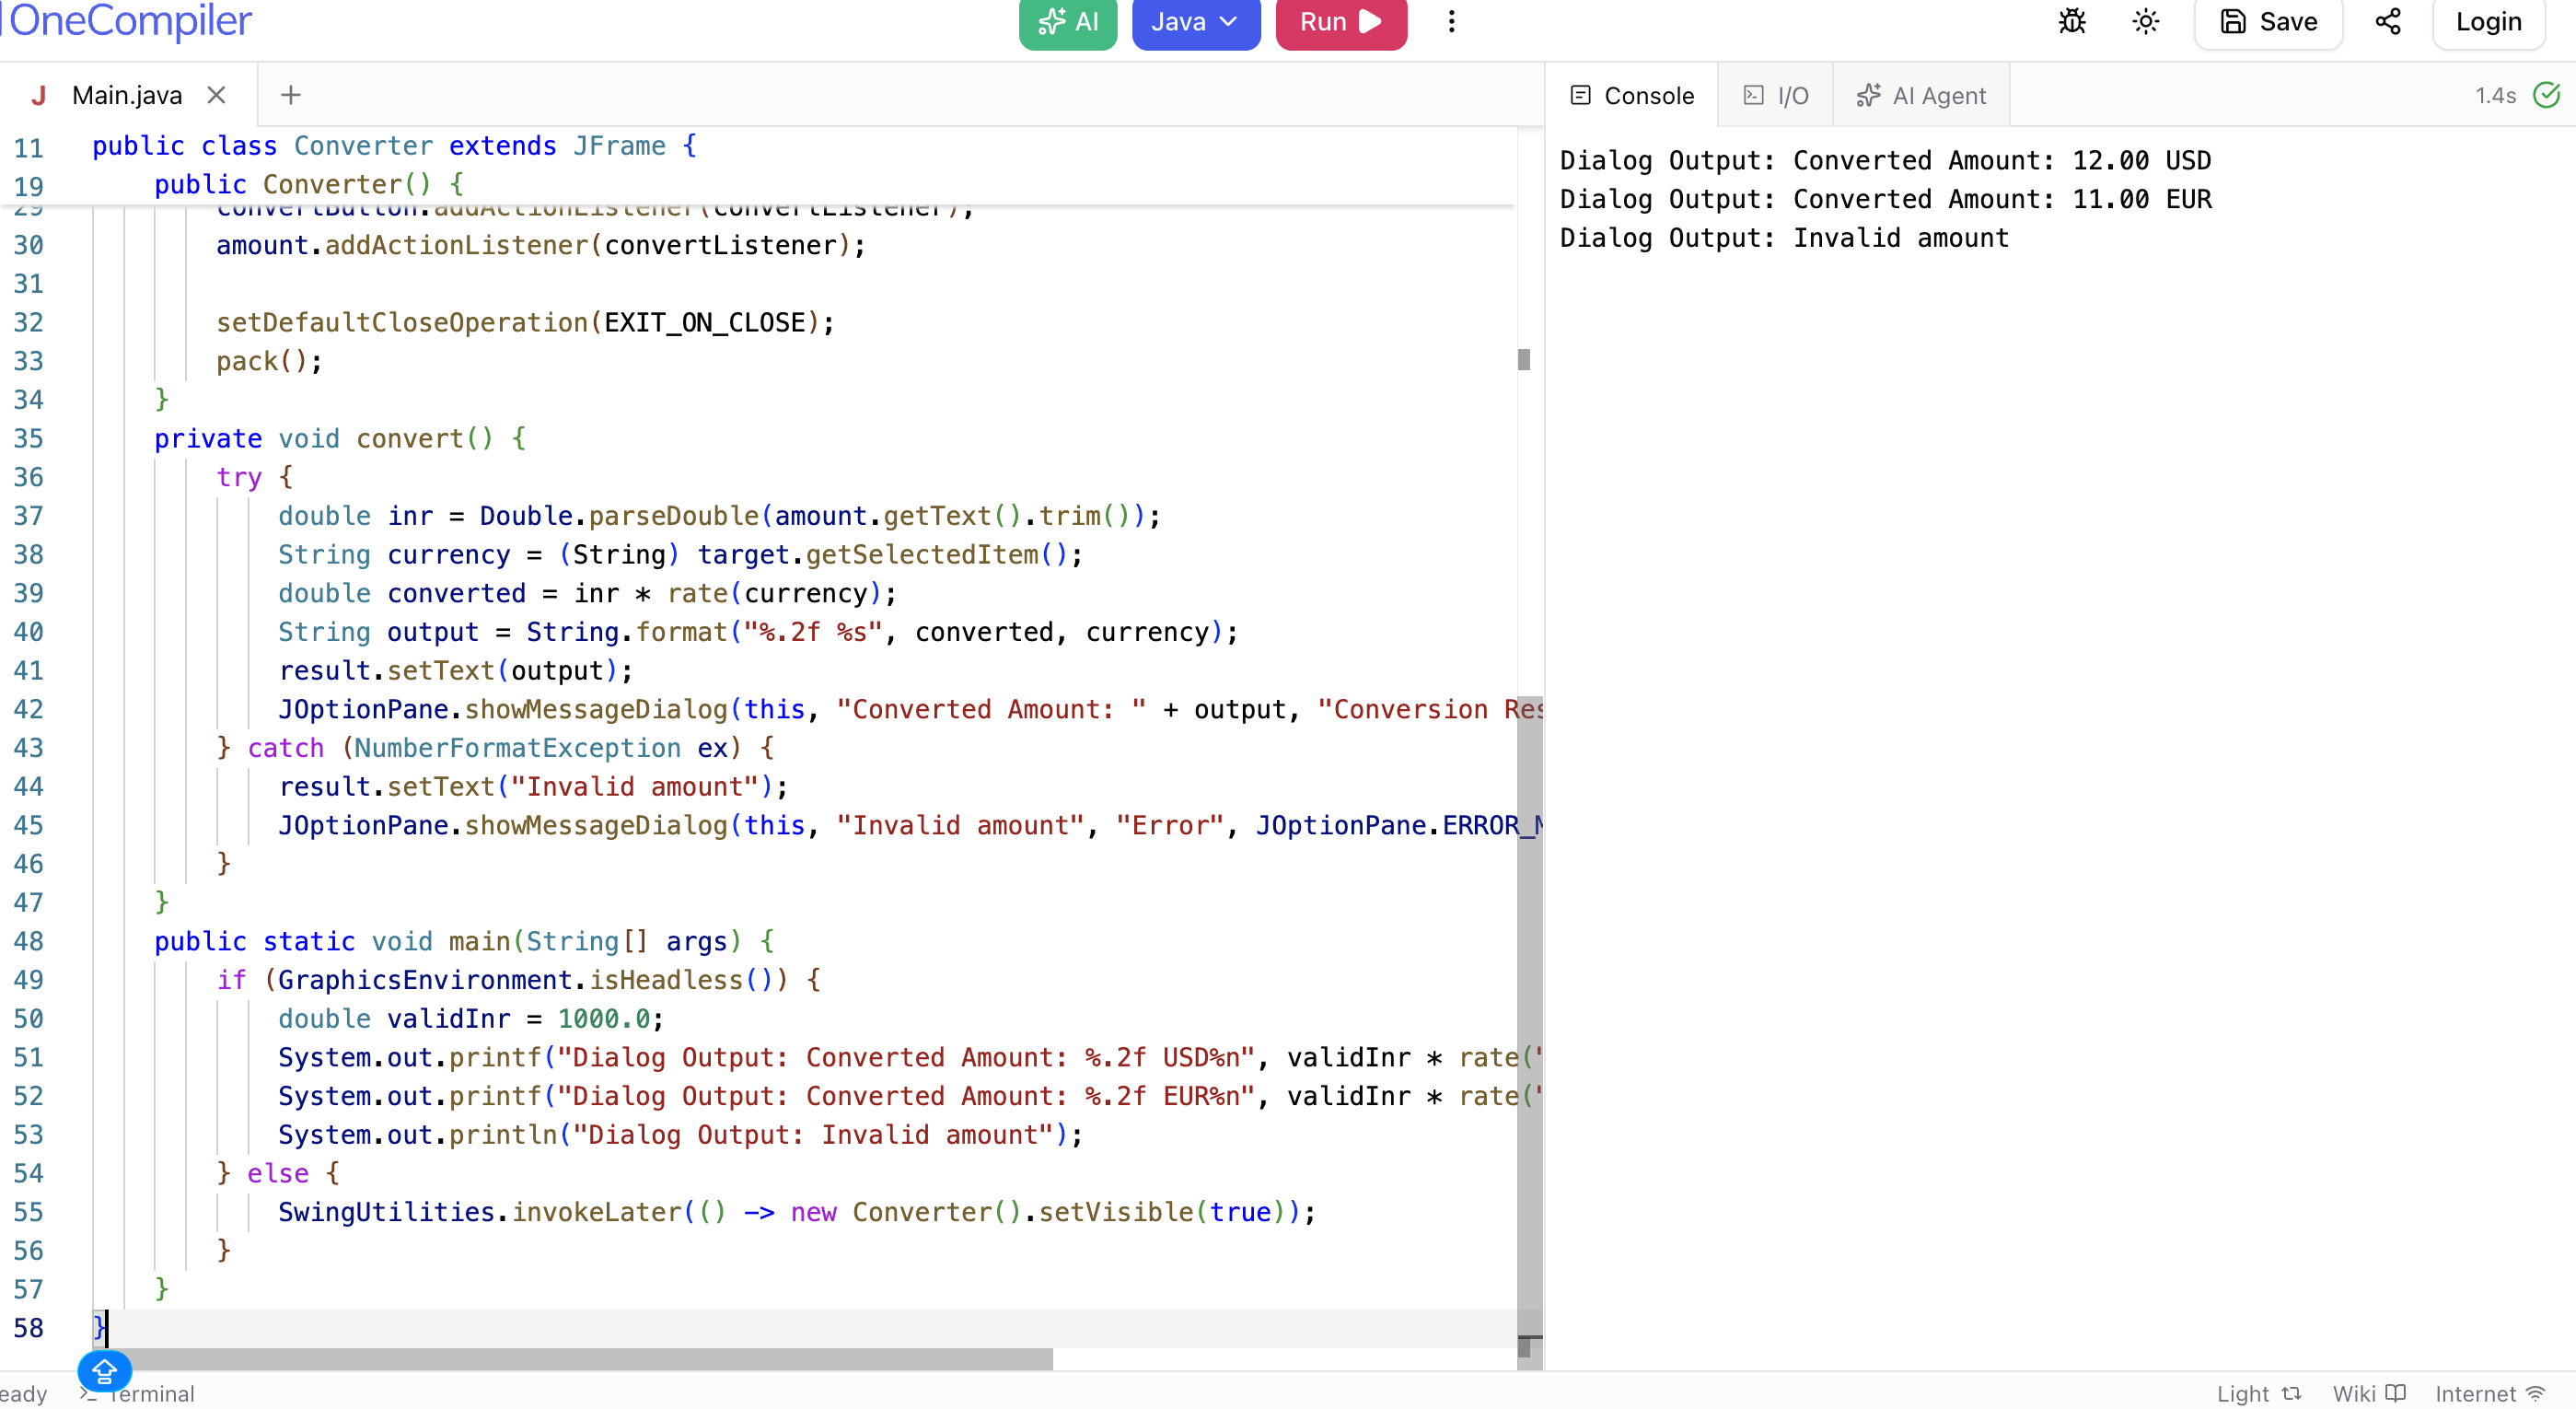 OneCompiler
AI
Java
Run
Save
Login
J Main.java
Console
I/O
AI Agent
1.4s
11 public class Converter extends JFrame {
19 public Converter() {
29 convertButton.addActionListener(convertListener);
30 amount.addActionListener(convertListener);
31
32 setDefaultCloseOperation(EXIT_ON_CLOSE);
33 pack();
34 }
35 private void convert() {
36 try {
37 double inr = Double.parseDouble(amount.getText().trim());
38 String currency = (String) target.getSelectedItem();
39 double converted = inr * rate(currency);
40 String output = String.format("%.2f %s", converted, currency);
41 result.setText(output);
42 JOptionPane.showMessageDialog(this, "Converted Amount: " + output, "Conversion Res
43 } catch (NumberFormatException ex) {
44 result.setText("Invalid amount");
45 JOptionPane.showMessageDialog(this, "Invalid amount", "Error", JOptionPane.ERROR_M
46 }
47 }
48 public static void main(String[] args) {
49 if (GraphicsEnvironment.isHeadless()) {
50 double validInr = 1000.0;
51 System.out.printf("Dialog Output: Converted Amount: %.2f USD%n", validInr * rate("
52 System.out.printf("Dialog Output: Converted Amount: %.2f EUR%n", validInr * rate("
53 System.out.println("Dialog Output: Invalid amount");
54 } else {
55 SwingUtilities.invokeLater(() -> new Converter().setVisible(true));
56 }
57 }
58 }
Dialog Output: Converted Amount: 12.00 USD
Dialog Output: Converted Amount: 11.00 EUR
Dialog Output: Invalid amount
eady
Terminal
Light
Wiki
Internet